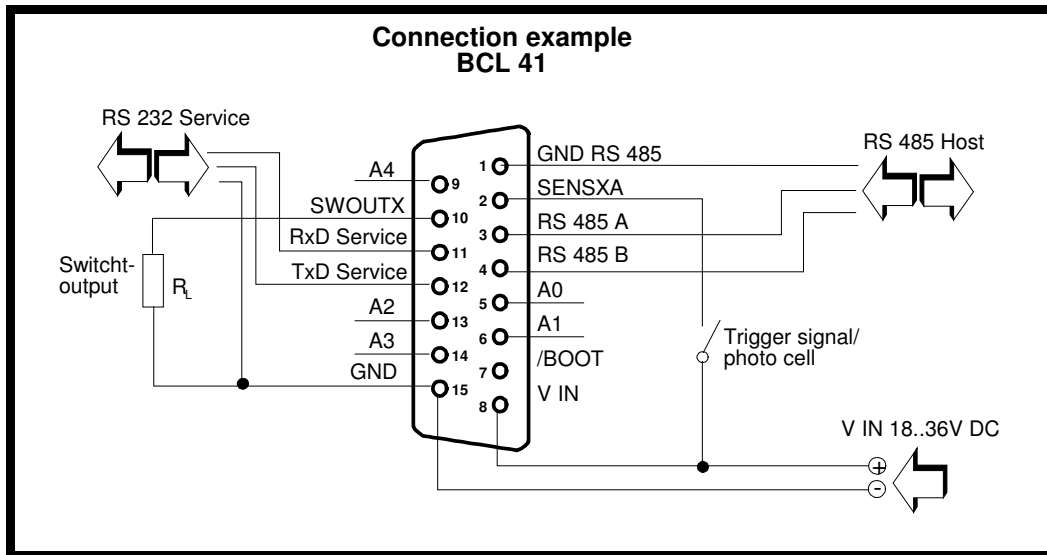 Connection example
BCL 41
RS 232 Service
RS 485 Host
A4
SWOUTX
RxD Service
TxD Service
A2
A3
GND
Switcht-
output
R_L
9
10
11
12
13
14
15
1
2
3
4
5
6
7
8
GND RS 485
SENSXA
RS 485 A
RS 485 B
A0
A1
/BOOT
V IN
Trigger signal/
photo cell
V IN 18..36V DC
+
-